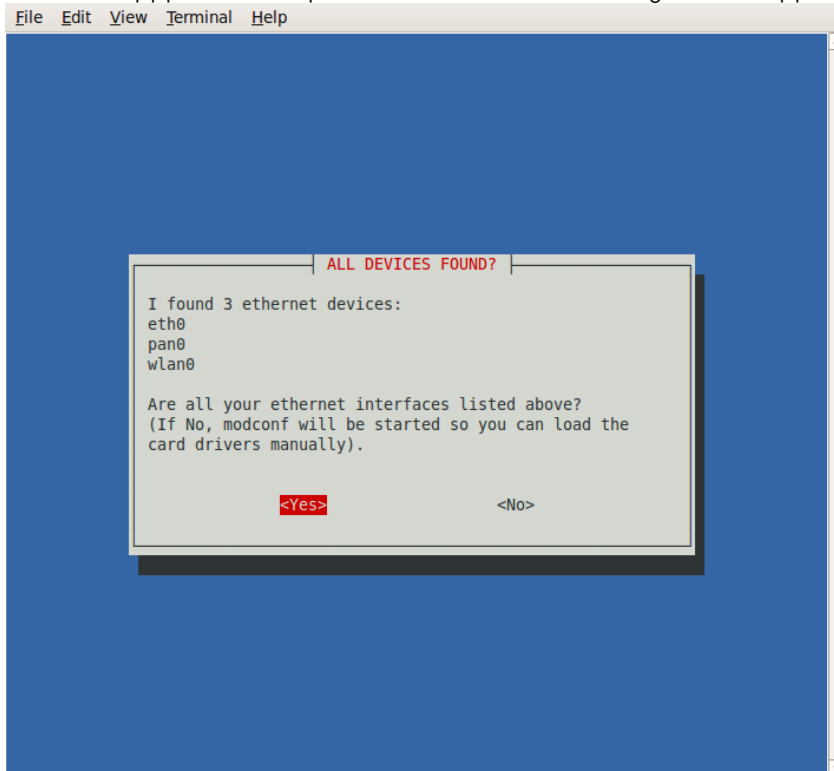 File Edit View Terminal Help
ALL DEVICES FOUND?
I found 3 ethernet devices:
eth0
pan0
wlan0
Are all your ethernet interfaces listed above?
(If No, modconf will be started so you can load the
card drivers manually).
<Yes> <No>